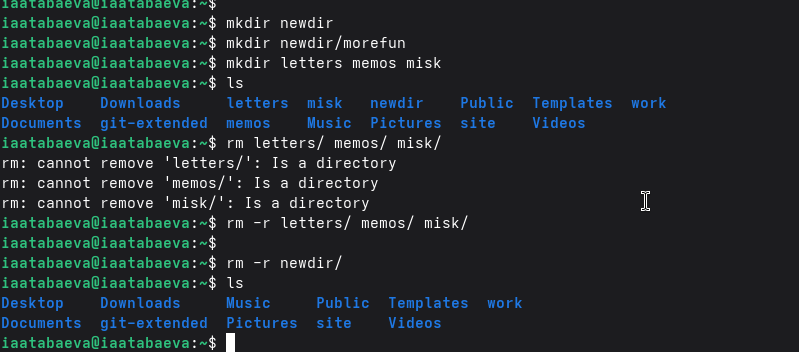 iaatabaeva@iaatabaeva:~$
iaatabaeva@iaatabaeva:~$ mkdir newdir
iaatabaeva@iaatabaeva:~$ mkdir newdir/morefun
iaatabaeva@iaatabaeva:~$ mkdir letters memos misk
iaatabaeva@iaatabaeva:~$ ls
Desktop Downloads letters misk newdir Public Templates work
Documents git-extended memos Music Pictures site Videos
iaatabaeva@iaatabaeva:~$ rm letters/ memos/ misk/
rm: cannot remove 'letters/': Is a directory
rm: cannot remove 'memos/': Is a directory
rm: cannot remove 'misk/': Is a directory
iaatabaeva@iaatabaeva:~$ rm -r letters/ memos/ misk/
iaatabaeva@iaatabaeva:~$
iaatabaeva@iaatabaeva:~$ rm -r newdir/
iaatabaeva@iaatabaeva:~$ ls
Desktop Downloads Music Public Templates work
Documents git-extended Pictures site Videos
iaatabaeva@iaatabaeva:~$